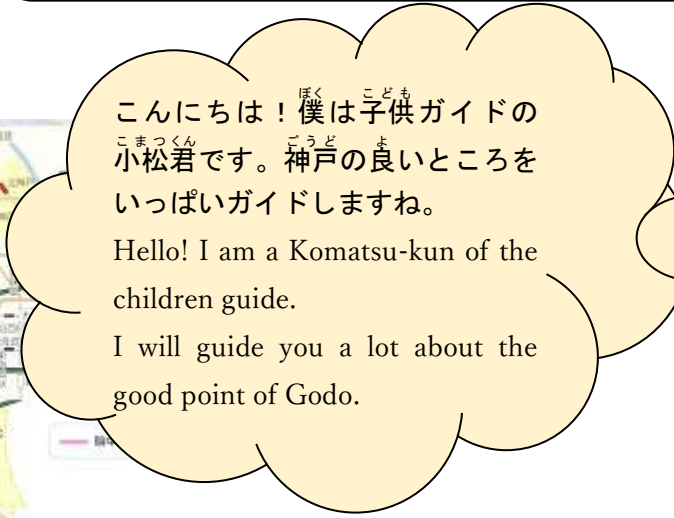 こんにちは!僕は子供ガイドの
小松君です。神戸の良いところを
いっぱいガイドしますね。
Hello! I am a Komatsu-kun of the
children guide.
I will guide you a lot about the
good point of Godo.